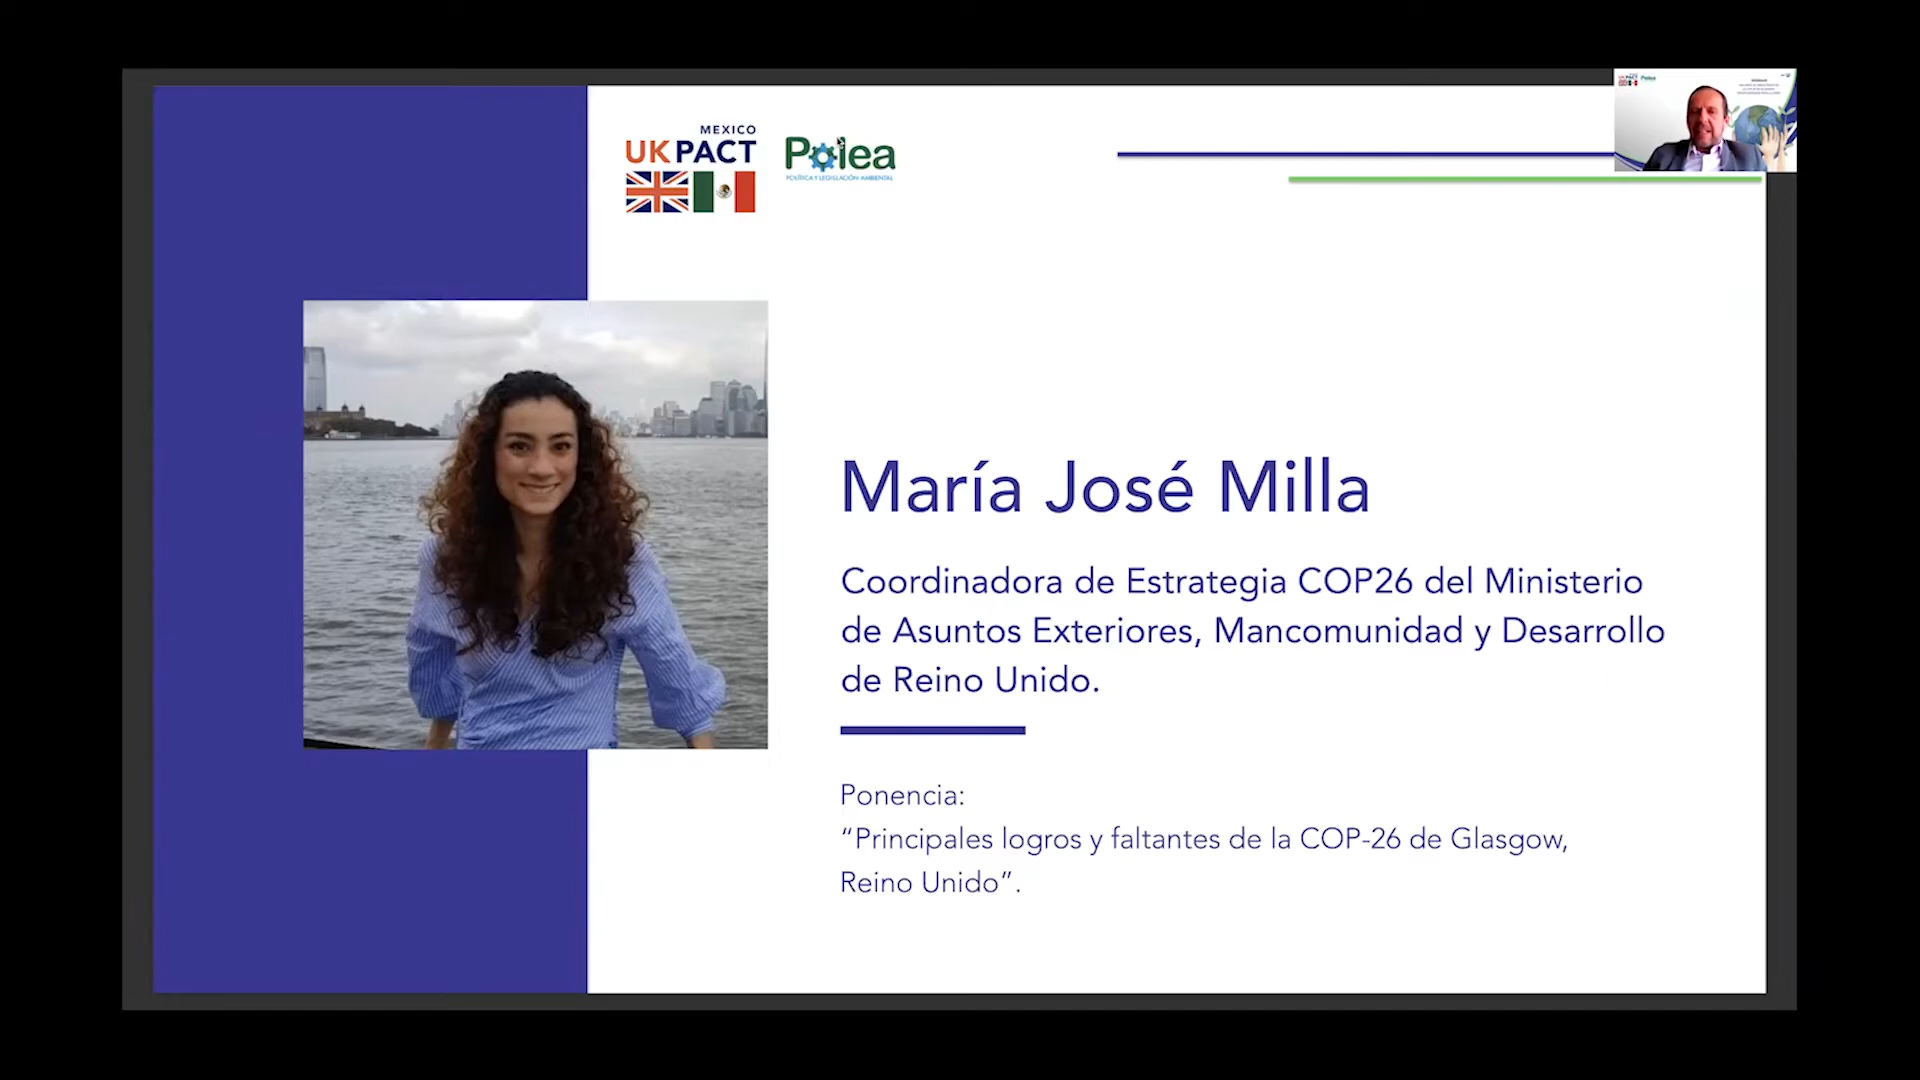 MEXICO
UK PACT
Polea
POLÍTICA Y LEGISLACIÓN AMBIENTAL
María José Milla
Coordinadora de Estrategia COP26 del Ministerio
de Asuntos Exteriores, Mancomunidad y Desarrollo
de Reino Unido.
Ponencia:
“Principales logros y faltantes de la COP-26 de Glasgow,
Reino Unido”.